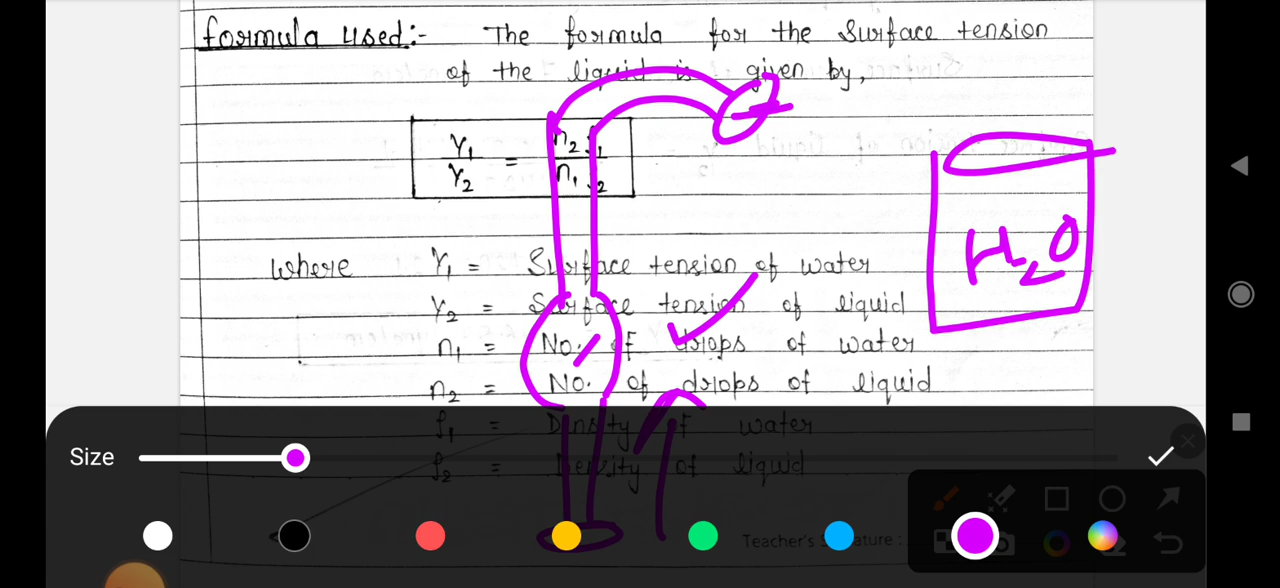 formula used:- The formula for the Surface tension
of the liquid is given by,
γ₁/γ₂ = n₂ ρ₁/n₁ ρ₂
H₂O
where γ₁ = Surface tension of water
γ₂ = Surface tension of liquid
n₁ = No. of drops of water
n₂ = No. of drops of liquid
ρ₁ = Density of water
ρ₂ = Density of liquid
Size
Teacher's Signature :